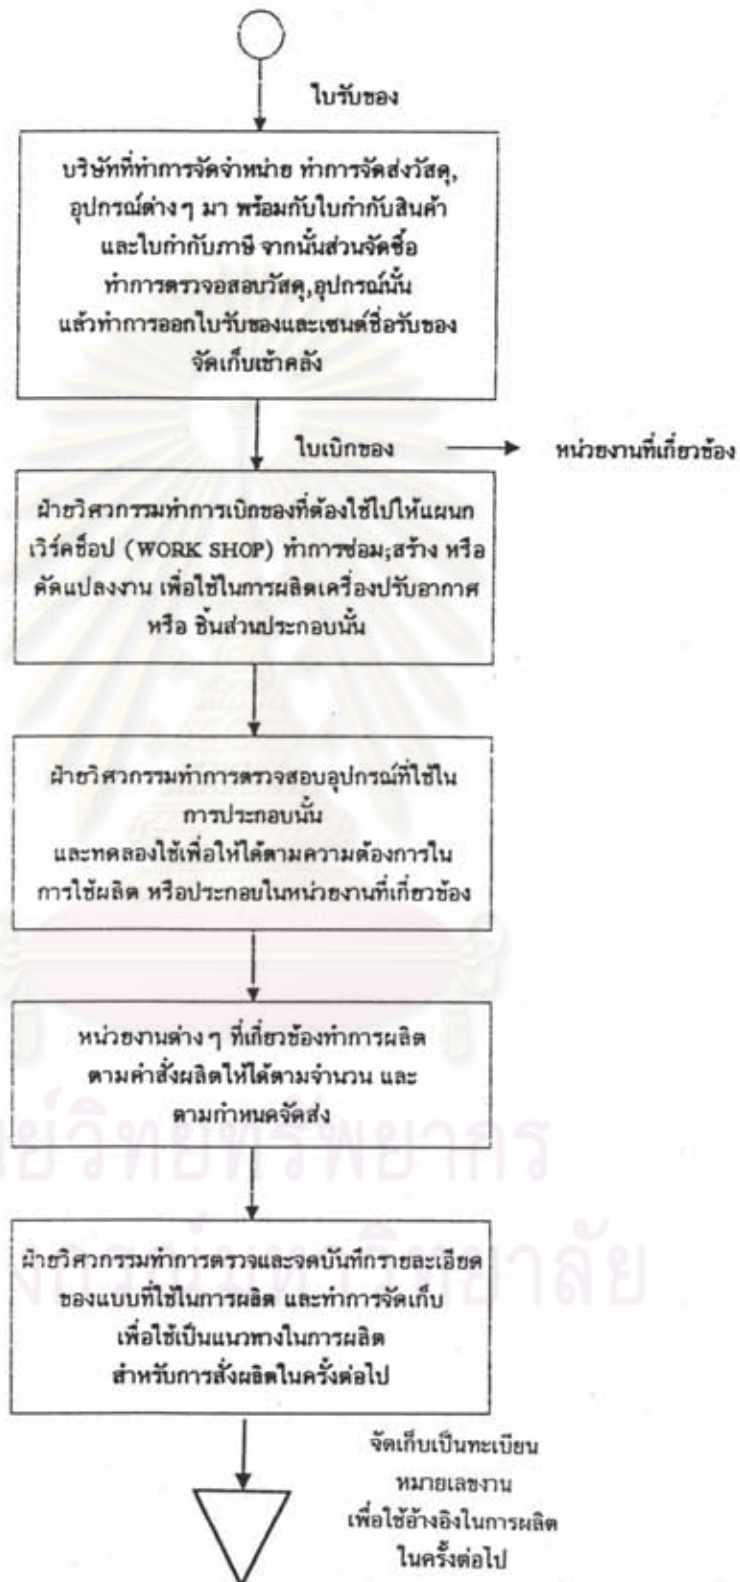 ใบรับของ
บริษัทที่ทำการจัดจำหน่าย ทำการจัดส่งวัสดุ,
อุปกรณ์ต่างๆ มา พร้อมกับใบกำกับสินค้า
และใบกำกับภาษี จากนั้นส่วนจัดซื้อ
ทำการตรวจอสอบวัสดุ,อุปกรณ์นั้น
แล้วทำการออกใบรับของและเซนต์ชื่อรับของ
จัดเก็บเข้าคลัง
ใบเบิกของ
หน่วยงานที่เกี่ยวข้อง
ฝ่ายวิศวกรรมทำการเบิกของที่ต้องใช้ไปให้แผนก
เวิร์คช็อป (WORK SHOP) ทำการซ่อม;สร้าง หรือ
ดัดแปลงงาน เพื่อใช้ในการผลิตเครื่องปรับอากาศ
หรือ ชิ้นส่วนประกอบนั้น
ฝ่ายวิศวกรรมทำการตรวจสอบอุปกรณ์ที่ใช้ใน
การประกอบนั้น
และทดลองใช้เพื่อให้ได้ตามความต้องการใน
การใช้ผลิต หรือประกอบในหน่วยงานที่เกี่ยวข้อง
หน่วยงานต่างๆ ที่เกี่ยวข้องทำการผลิต
ตามคำสั่งผลิตให้ได้ตามจำนวน และ
ตามกำหนดจัดส่ง
ฝ่ายวิศวกรรมทำการตรวจและจดบันทึกรายละเอียด
ของแบบที่ใช้ในการผลิต และทำการจัดเก็บ
เพื่อใช้เป็นแนวทางในการผลิต
สำหรับการสั่งผลิตในครั้งต่อไป
จัดเก็บเป็นทะเบียน
หมายเลขงาน
เพื่อใช้อ้างอิงในการผลิต
ในครั้งต่อไป